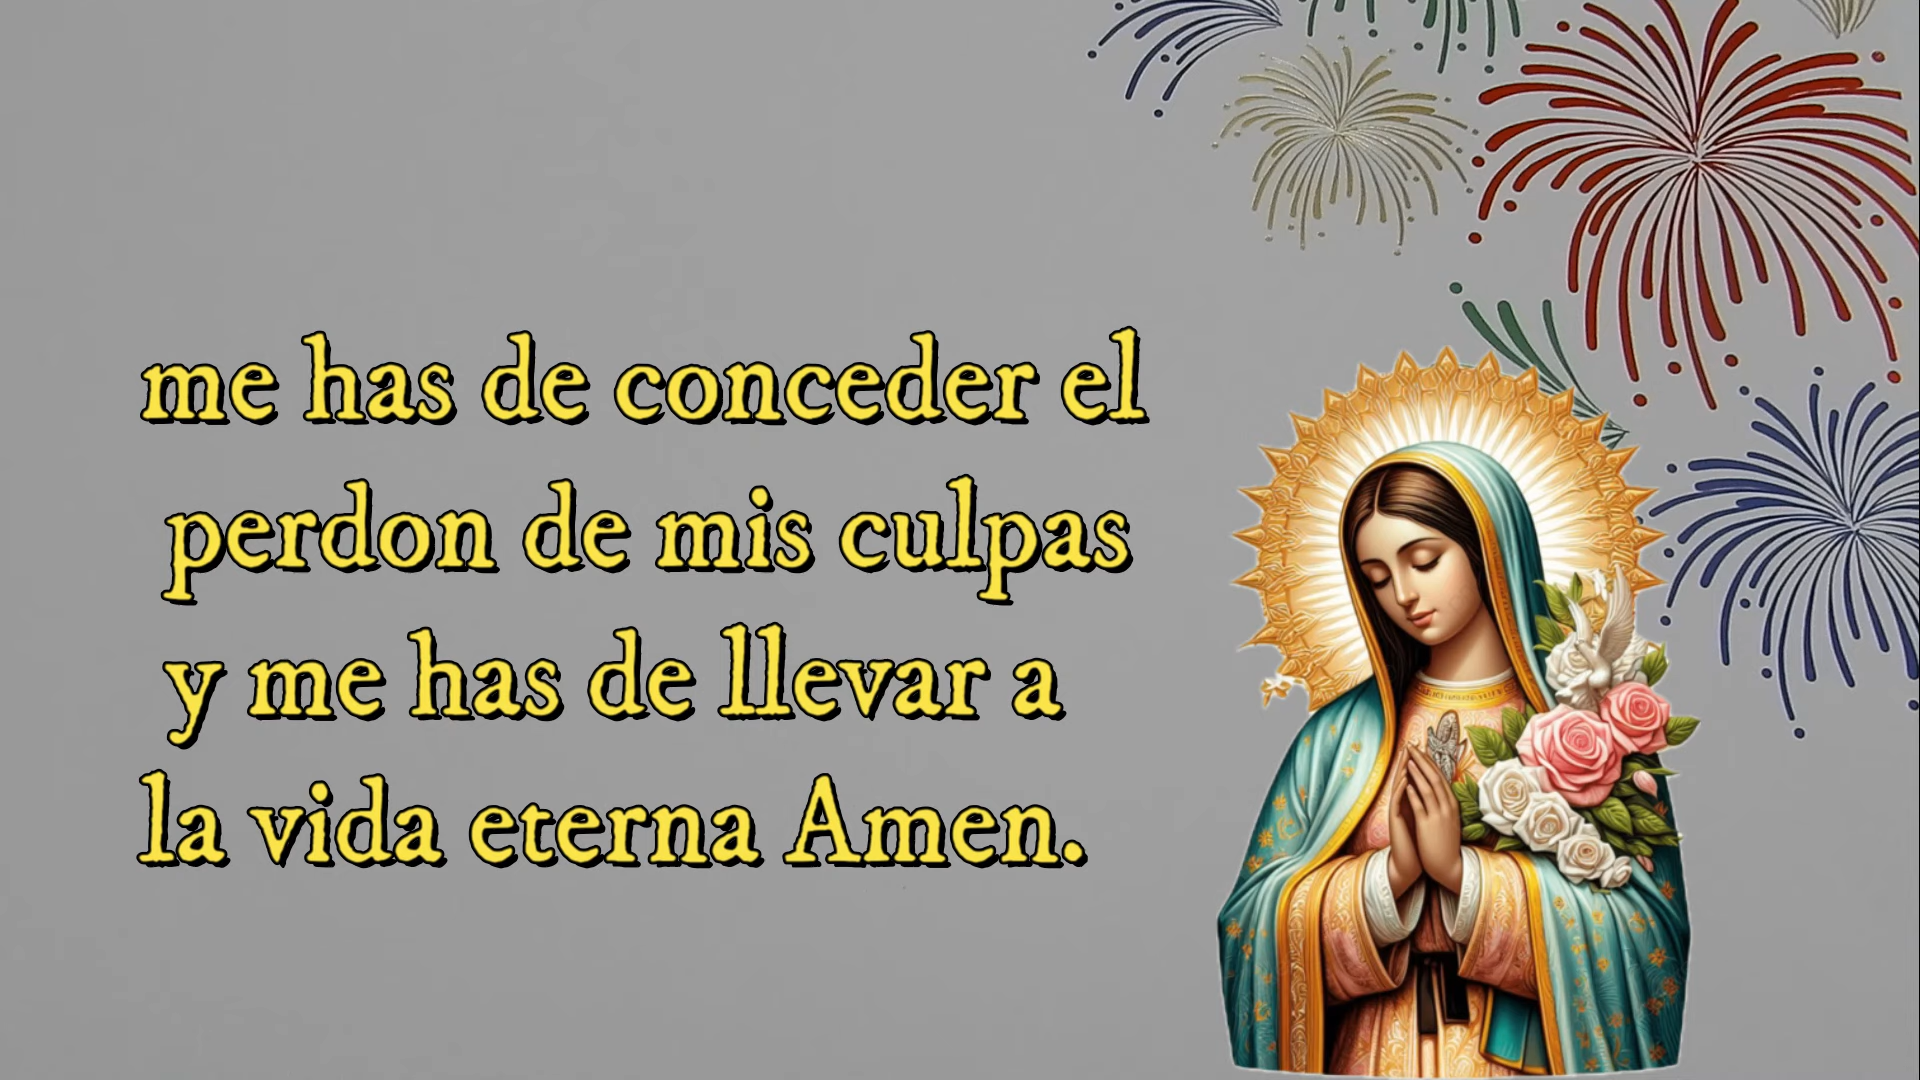 me has de conceder el
perdon de mis culpas
y me has de llevar a
la vida eterna Amen.